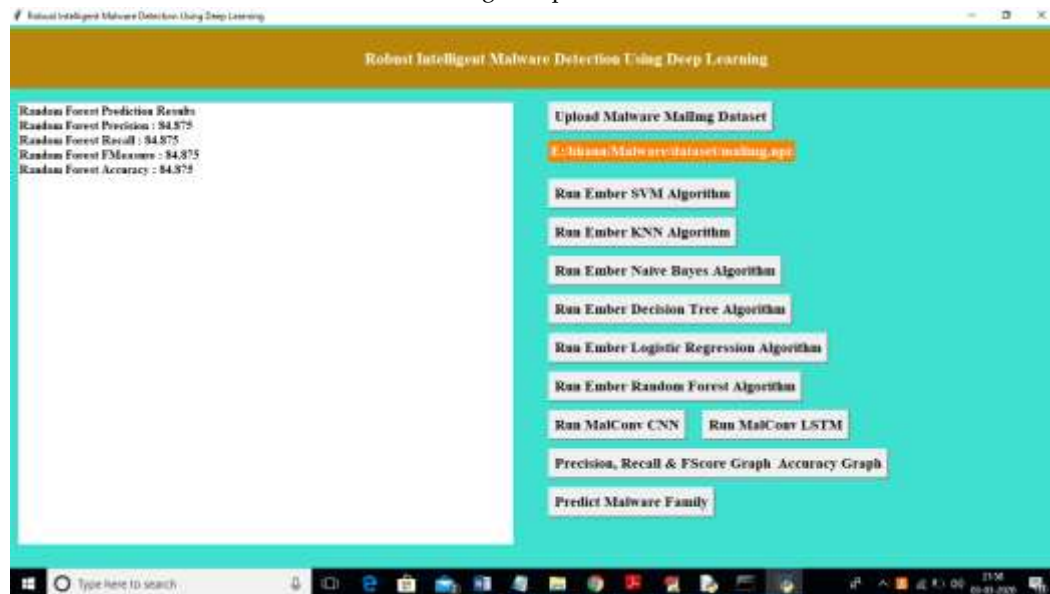 Robust Intelligent Malware Detection Using Deep Learning
Robust Intelligent Malware Detection Using Deep Learning
Random Forest Prediction Results
Random Forest Precision : 84.875
Random Forest Recall : 84.875
Random Forest FMeasure : 84.875
Random Forest Accuracy : 84.875
Upload Malware MalImg Dataset
Run Ember SVM Algorithm
Run Ember KNN Algorithm
Run Ember Naive Bayes Algorithm
Run Ember Decision Tree Algorithm
Run Ember Logistic Regression Algorithm
Run Ember Random Forest Algorithm
Run MalConv CNN Run MalConv LSTM
Precision, Recall & FScore Graph Accuracy Graph
Predict Malware Family
Type here to search